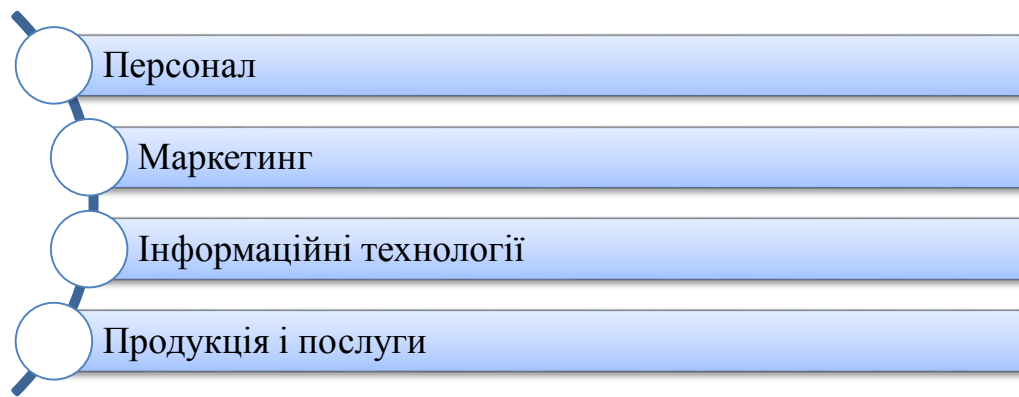 Персонал
Маркетинг
Інформаційні технології
Продукція і послуги